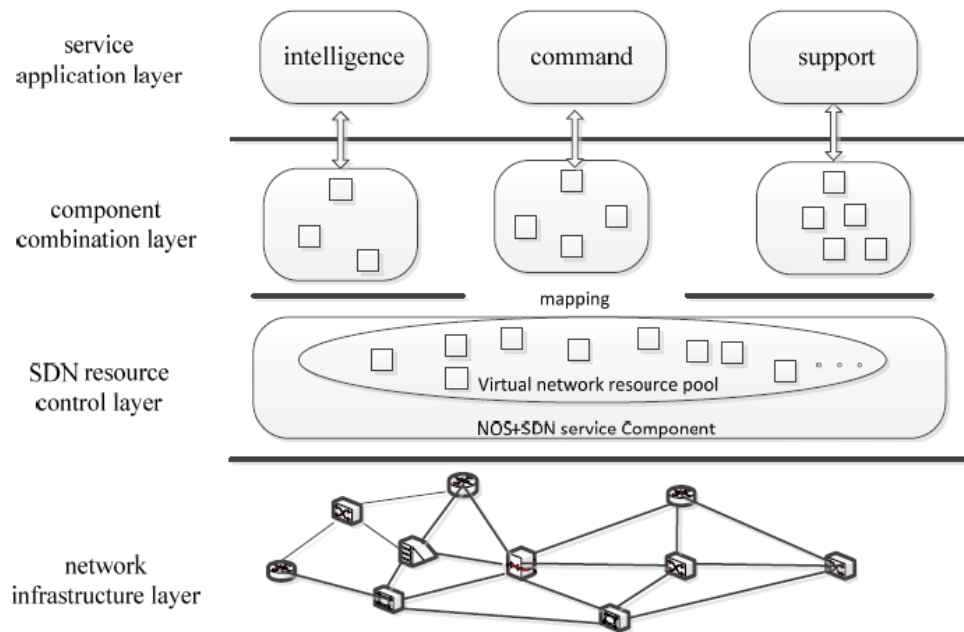 service
application layer
intelligence
command
support
component
combination layer
mapping
SDN resource
control layer
Virtual network resource pool
NOS+SDN service Component
network
infrastructure layer